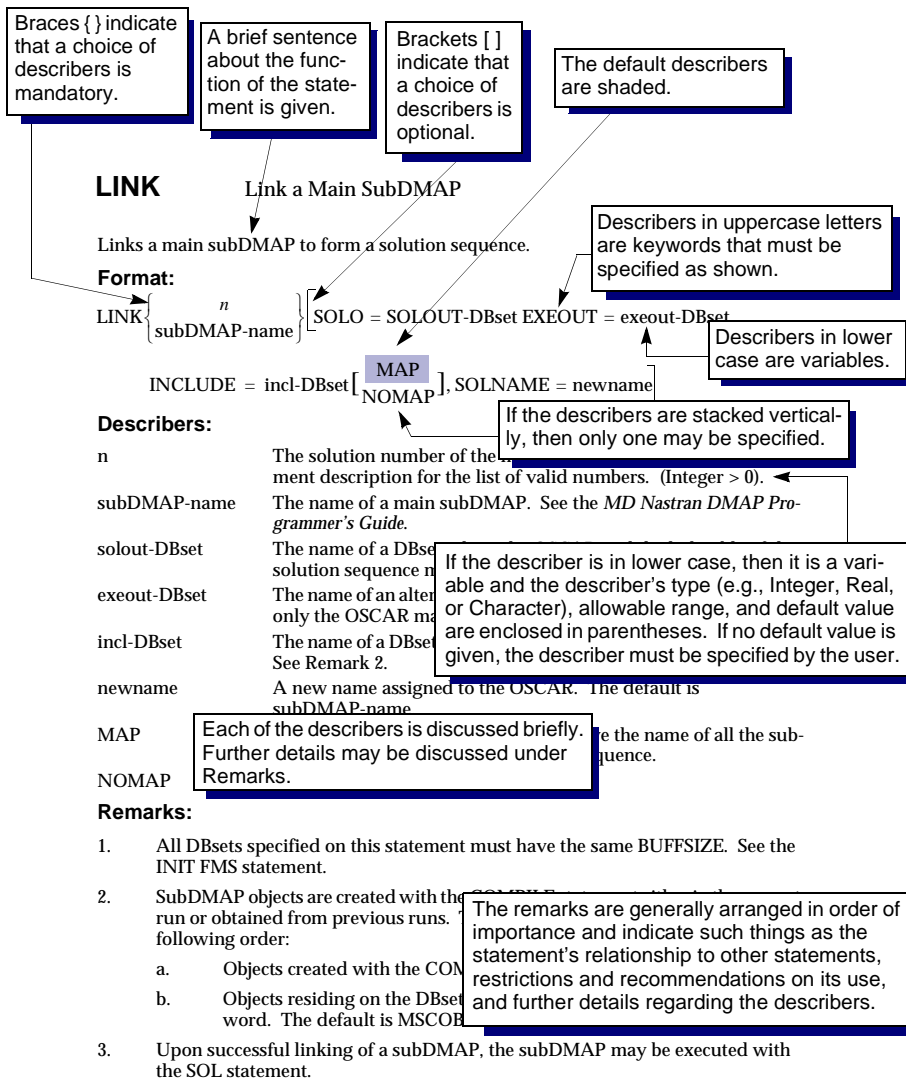 Braces { } indicate
that a choice of
describers is
mandatory.
A brief sentence
about the func-
tion of the state-
ment is given.
Brackets [ ]
indicate that
a choice of
describers is
optional.
The default describers
are shaded.
LINK Link a Main SubDMAP
Describers in uppercase letters
are keywords that must be
specified as shown.
Links a main subDMAP to form a solution sequence.
Format:
LINK { n
subDMAP-name } [ SOLO = SOLOUT-DBset EXEOUT = exeout-DBset
Describers in lower
case are variables.
INCLUDE = incl-DBset [ MAP
NOMAP ], SOLNAME = newname
If the describers are stacked vertical-
ly, then only one may be specified.
Describers:
n The solution number of the
ment description for the list of valid numbers. (Integer > 0).
subDMAP-name The name of a main subDMAP. See the MD Nastran DMAP Pro-
grammer's Guide.
solout-DBset The name of a DBse
solution sequence
If the describer is in lower case, then it is a vari-
able and the describer's type (e.g., Integer, Real,
or Character), allowable range, and default value
are enclosed in parentheses. If no default value is
given, the describer must be specified by the user.
exeout-DBset The name of an alter
only the OSCAR ma
incl-DBset The name of a DBset
See Remark 2.
newname A new name assigned to the OSCAR. The default is
subDMAP-name
MAP e the name of all the sub-
quence.
Each of the describers is discussed briefly.
Further details may be discussed under
Remarks.
NOMAP
Remarks:
1. All DBsets specified on this statement must have the same BUFFSIZE. See the
INIT FMS statement.
2. SubDMAP objects are created with the
run or obtained from previous runs.
following order:
The remarks are generally arranged in order of
importance and indicate such things as the
statement's relationship to other statements,
restrictions and recommendations on its use,
and further details regarding the describers.
a. Objects created with the COM
b. Objects residing on the DBset
word. The default is MSCOB
3. Upon successful linking of a subDMAP, the subDMAP may be executed with
the SOL statement.